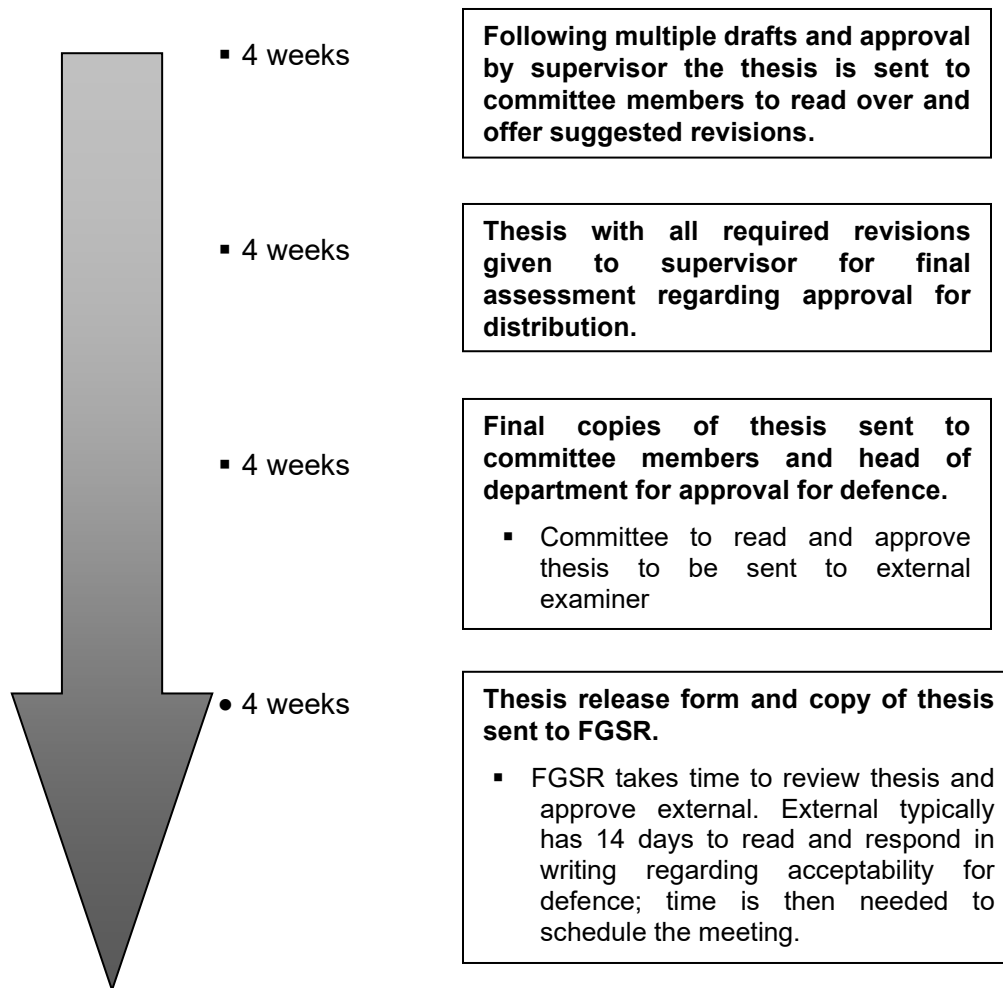 ▪ 4 weeks
Following multiple drafts and approval
by supervisor the thesis is sent to
committee members to read over and
offer suggested revisions.
▪ 4 weeks
Thesis with all required revisions
given to supervisor for final
assessment regarding approval for
distribution.
▪ 4 weeks
Final copies of thesis sent to
committee members and head of
department for approval for defence.
▪ Committee to read and approve
thesis to be sent to external
examiner
● 4 weeks
Thesis release form and copy of thesis
sent to FGSR.
▪ FGSR takes time to review thesis and
approve external. External typically
has 14 days to read and respond in
writing regarding acceptability for
defence; time is then needed to
schedule the meeting.